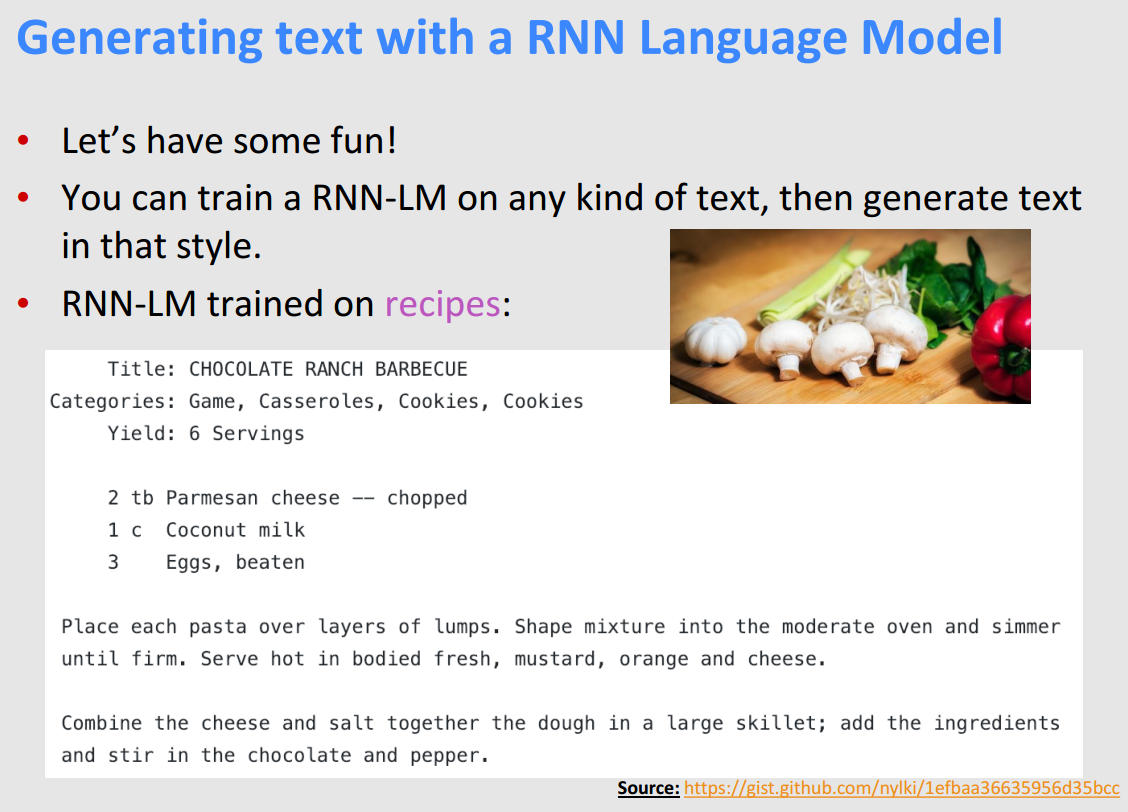 Generating text with a RNN Language Model
• Let’s have some fun!
• You can train a RNN-LM on any kind of text, then generate text
in that style.
• RNN-LM trained on recipes:
Title: CHOCOLATE RANCH BARBECUE
Categories: Game, Casseroles, Cookies, Cookies
Yield: 6 Servings
2 tb Parmesan cheese -- chopped
1 c Coconut milk
3 Eggs, beaten
Place each pasta over layers of lumps. Shape mixture into the moderate oven and simmer
until firm. Serve hot in bodied fresh, mustard, orange and cheese.
Combine the cheese and salt together the dough in a large skillet; add the ingredients
and stir in the chocolate and pepper.
Source: https://gist.github.com/nylki/1efbaa36635956d35bcc